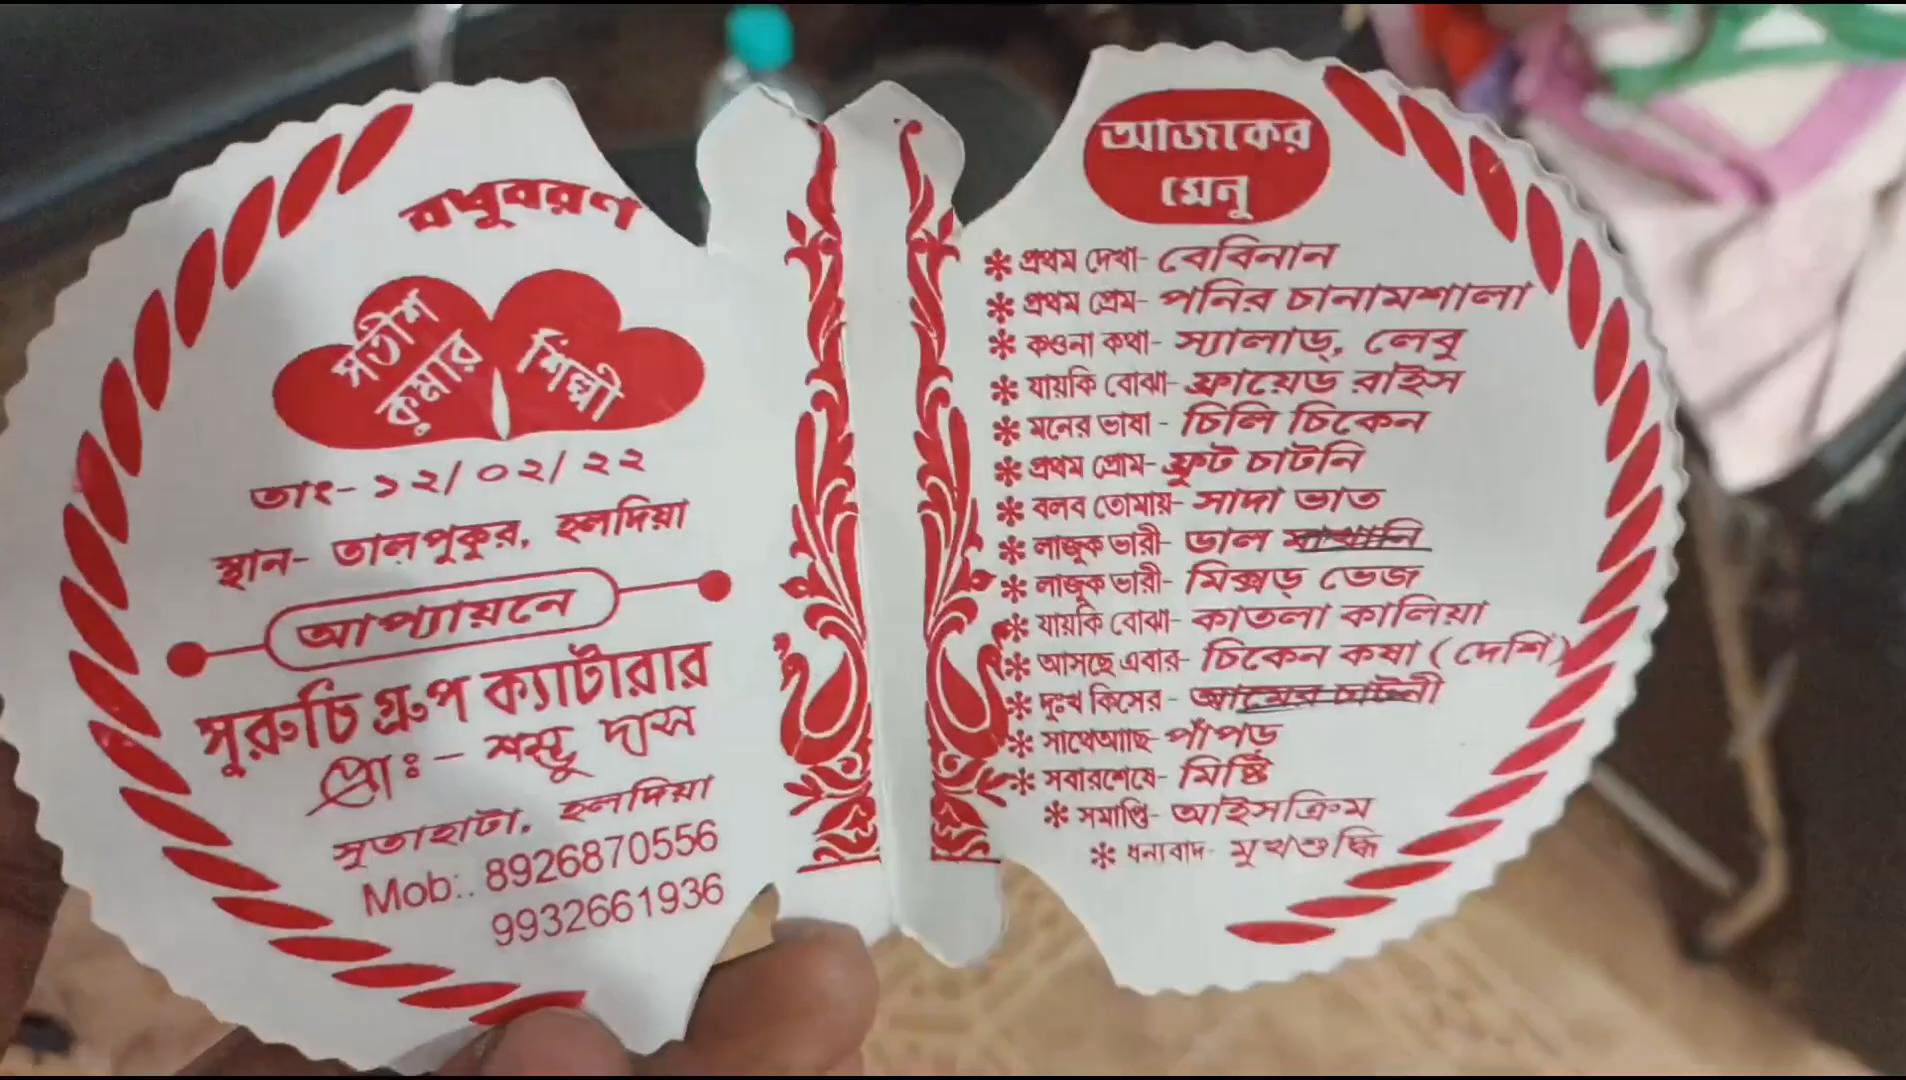 বধুবরণ
সতীশ
কুমার
শিল্পী
তাং- ১২/০২/২২
স্থান- তালপুকুর, হলদিয়া
আপ্যায়নে
সুরুচি গ্রুপ ক্যাটারার
প্রোঃ- শম্ভু দাস
সুতাহাটা, হলদিয়া
Mob:. 8926870556
9932661936
আজকের
মেনু
* প্রথম দেখা- বেবিনান
* প্রথম প্রেম- পনির চানামশালা
* কওনা কথা- স্যালাড্, লেবু
* যায়কি বোঝা- ফ্রায়েড রাইস
* মনের ভাষা - চিলি চিকেন
* প্রথম প্রোম- ফ্রুট চাটনি
* বলব তোমায়- সাদা ভাত
* লাজুক ভারী- ডাল মাখানি
* লাজুক ভারী- মিক্সড্ ভেজ
* যায়কি বোঝা- কাতলা কালিয়া
* আসছে এবার- চিকেন কষা (দেশি)
* দুঃখ কিসের - আমের চাটনী
* সাথেআাছি- পাঁপড়
* সবারশেষে- মিষ্টি
* সমাপ্তি- আইসক্রিম
* ধন্যবাদ- মুখশুদ্ধি